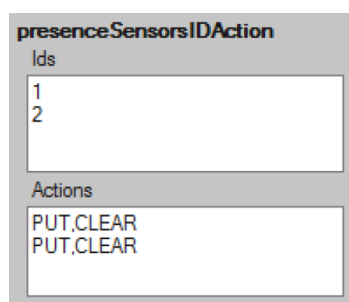 presenceSensorsIDAction
Ids
1
2
Actions
PUT,CLEAR
PUT,CLEAR